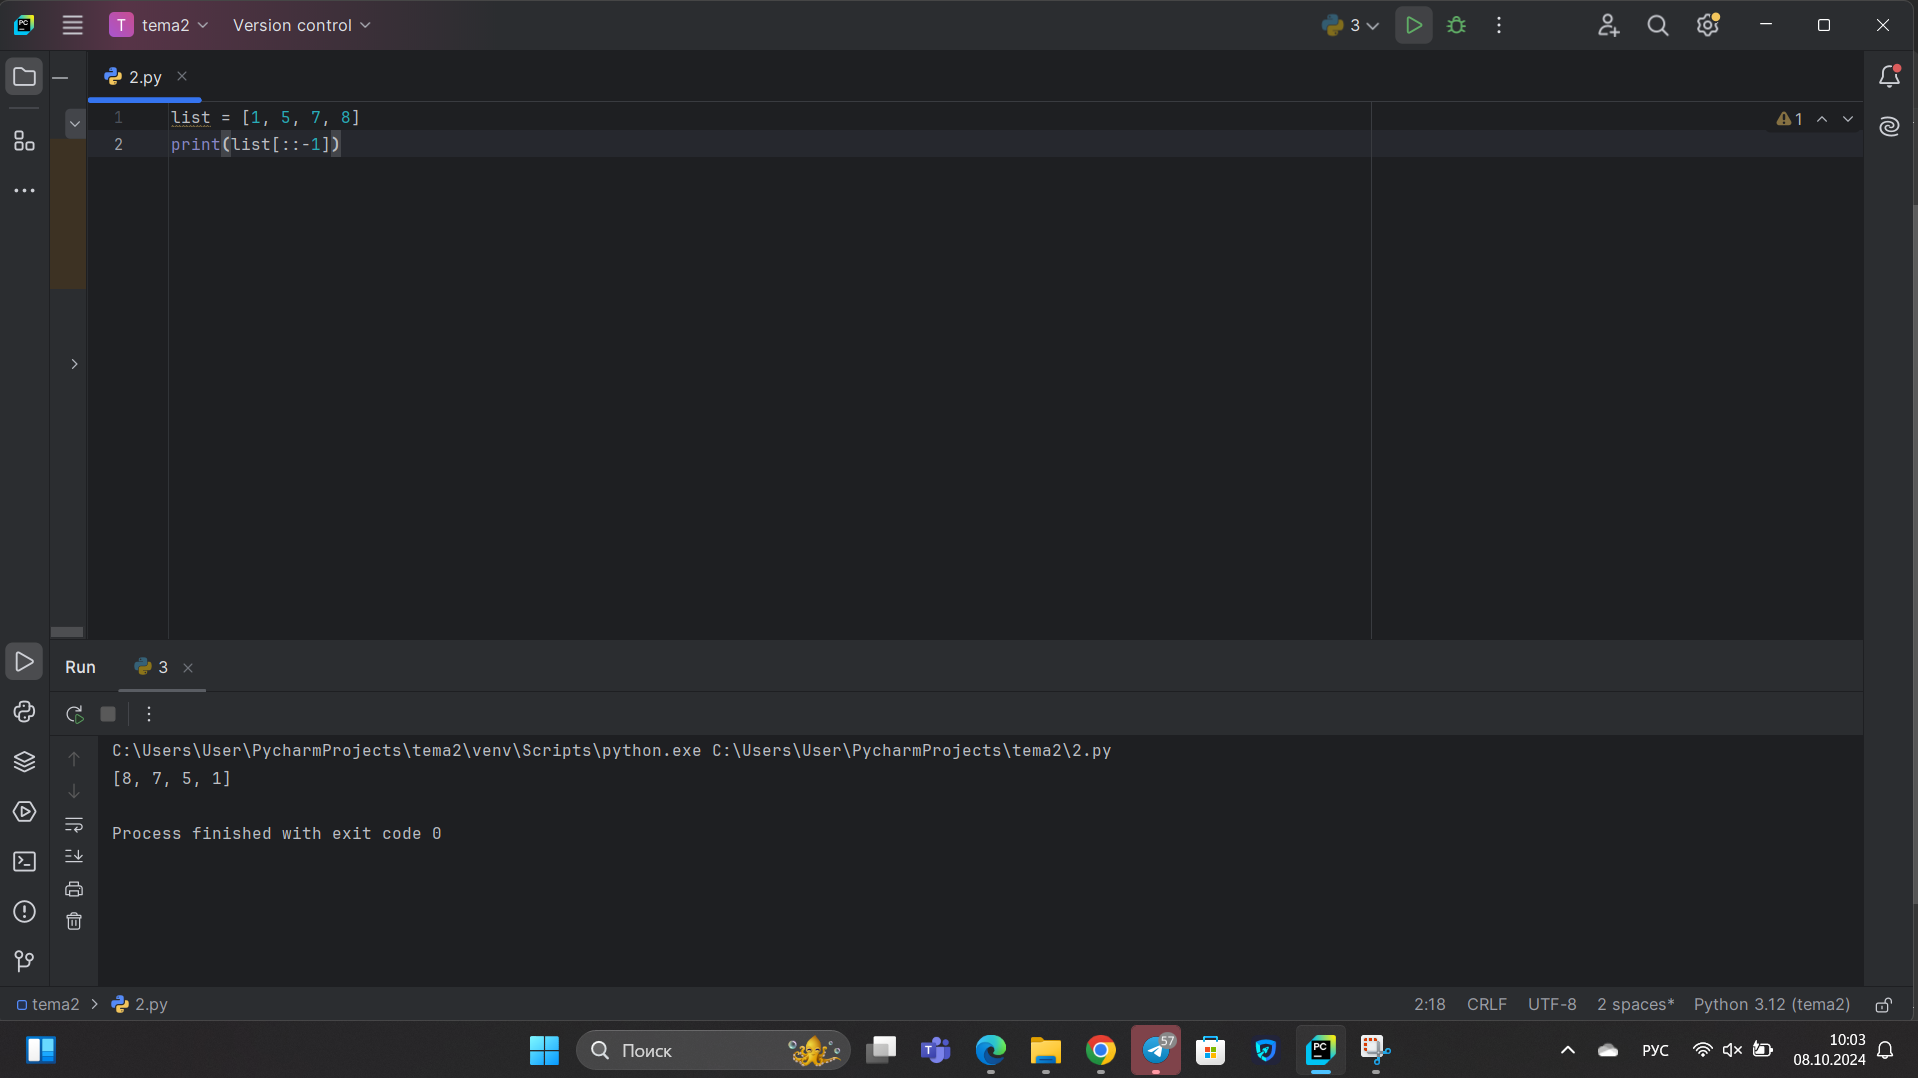 T tema2 Version control 3
2.py
1 list = [1, 5, 7, 8] 1
2 print(list[::-1])
Run 3
C:\Users\User\PycharmProjects\tema2\venv\Scripts\python.exe C:\Users\User\PycharmProjects\tema2\2.py
[8, 7, 5, 1]
Process finished with exit code 0
tema2 2.py 2:18 CRLF UTF-8 2 spaces* Python 3.12 (tema2)
Поиск 57 РУС 10:03
08.10.2024